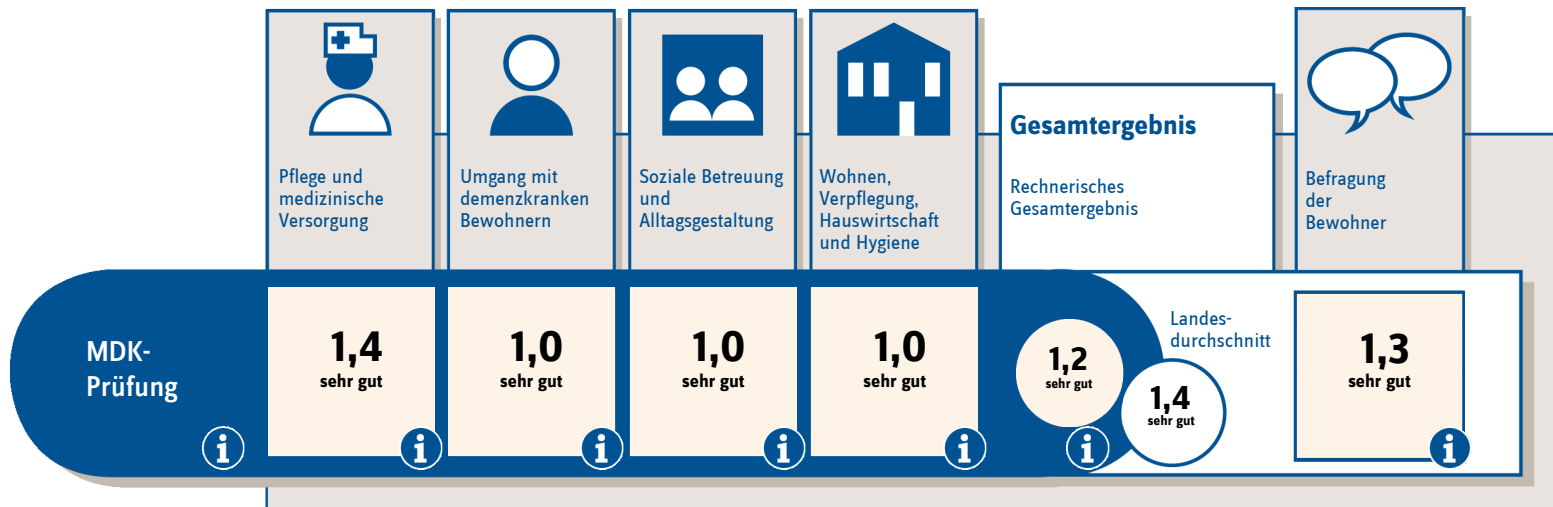 Pflege und
medizinische
Versorgung
Umgang mit
demenzkranken
Bewohnern
Soziale Betreuung
und
Alltagsgestaltung
Wohnen,
Verpflegung,
Hauswirtschaft
und Hygiene
Gesamtergebnis
Rechnerisches
Gesamtergebnis
Befragung
der
Bewohner
MDK-
Prüfung
i
1,4
sehr gut
i
1,0
sehr gut
i
1,0
sehr gut
i
1,0
sehr gut
i
1,2
sehr gut
i
Landes-
durchschnitt
1,4
sehr gut
1,3
sehr gut
i